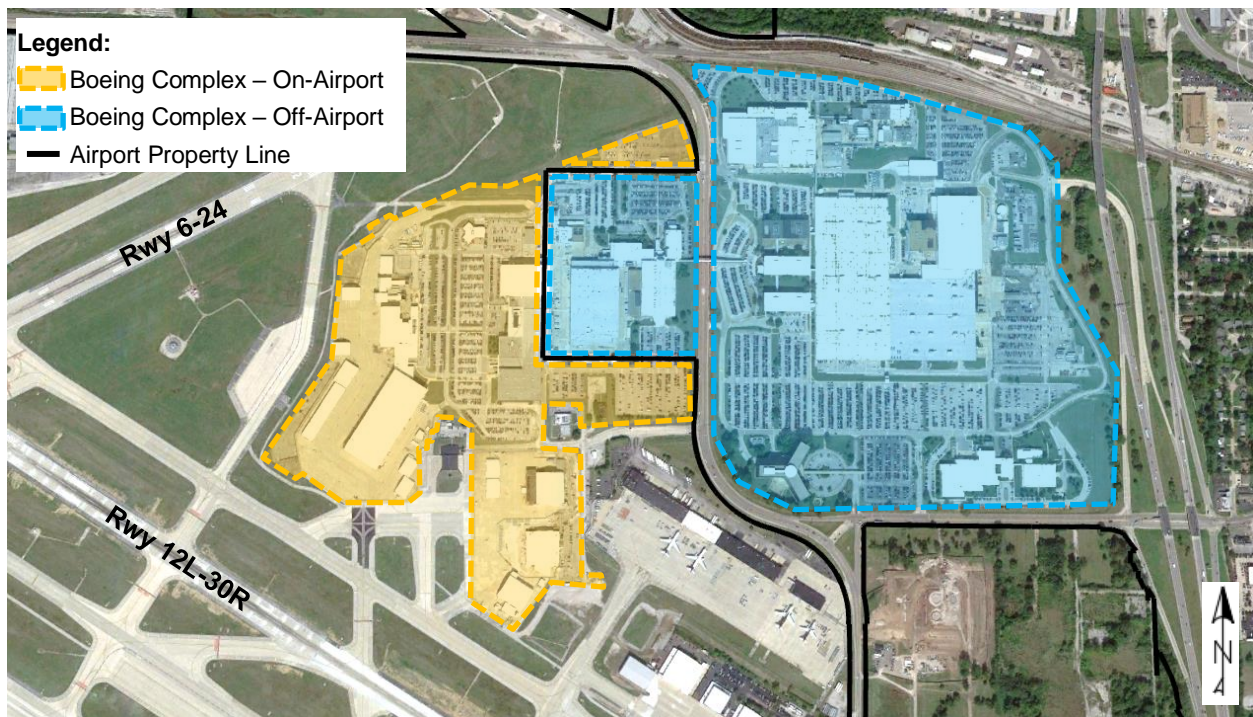 Legend:
Boeing Complex – On-Airport
Boeing Complex – Off-Airport
Airport Property Line
Rwy 6-24
Rwy 12L-30R
N